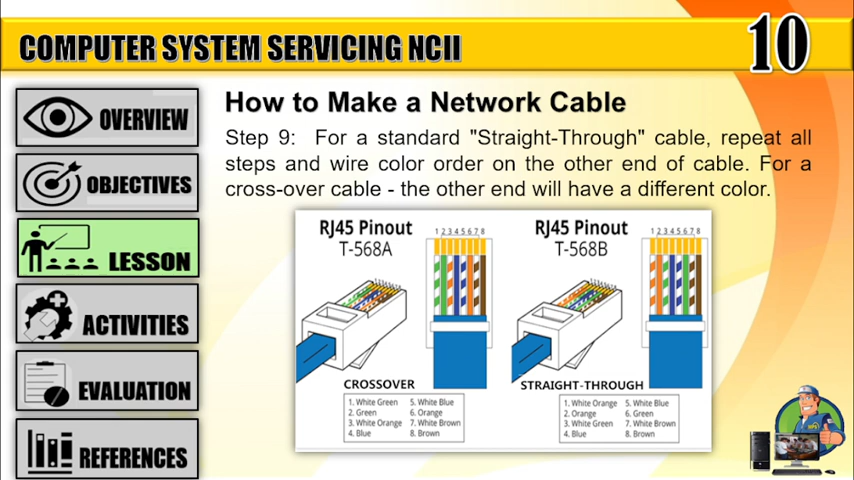 COMPUTER SYSTEM SERVICING NCII
10
OVERVIEW
OBJECTIVES
LESSON
ACTIVITIES
EVALUATION
REFERENCES
How to Make a Network Cable
Step 9: For a standard "Straight-Through" cable, repeat all
steps and wire color order on the other end of cable. For a
cross-over cable - the other end will have a different color.
RJ45 Pinout
T-568A
1 2 3 4 5 6 7 8
CROSSOVER
1. White Green 5. White Blue
2. Green 6. Orange
3. White Orange 7. White Brown
4. Blue 8. Brown
RJ45 Pinout
T-568B
1 2 3 4 5 6 7 8
STRAIGHT-THROUGH
1. White Orange 5. White Blue
2. Orange 6. Green
3. White Green 7. White Brown
4. Blue 8. Brown